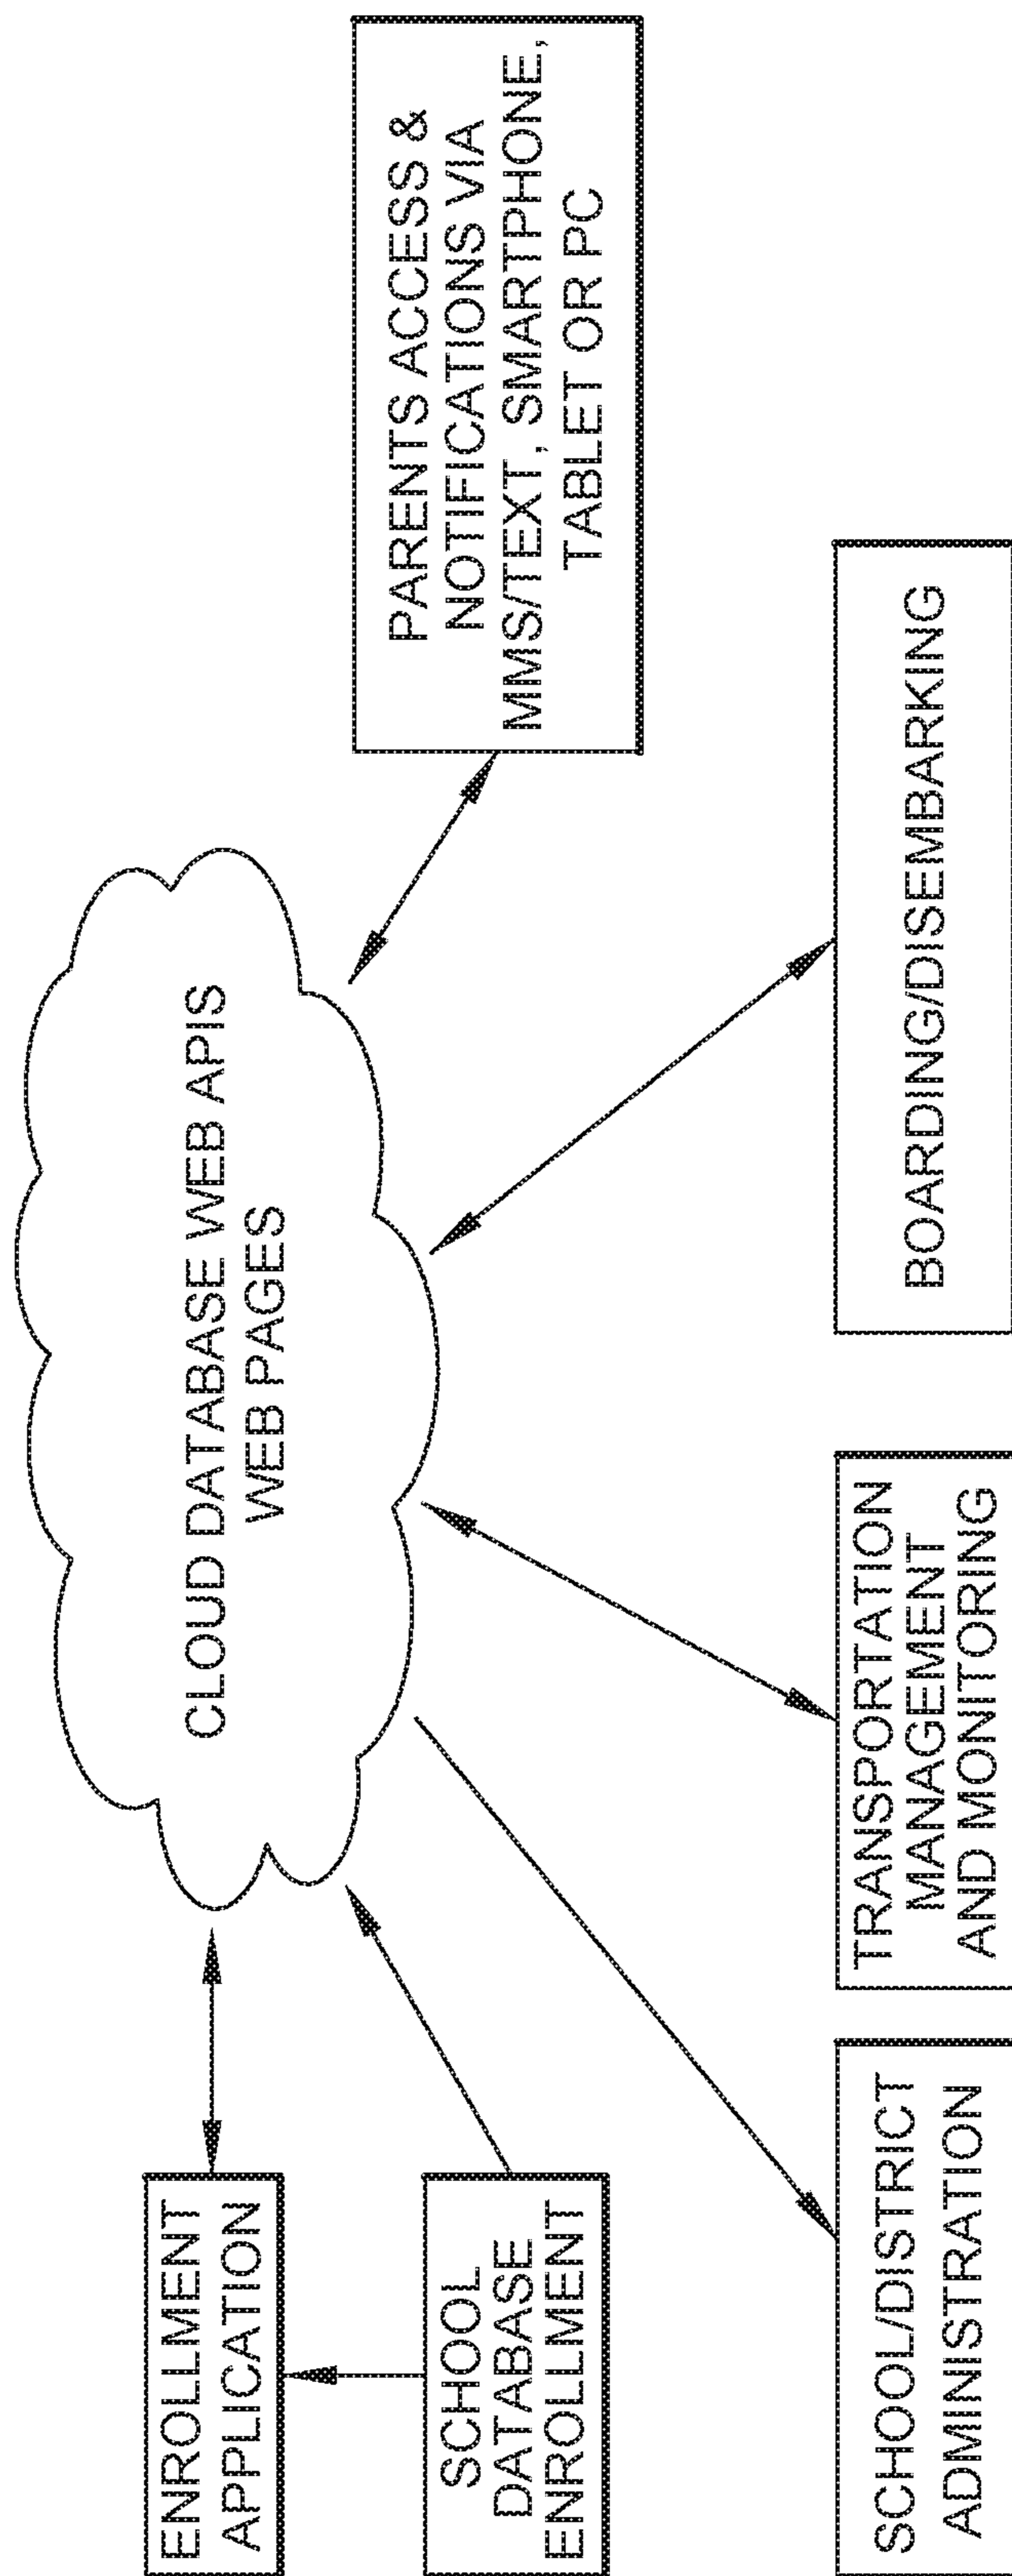 ENROLLMENT
APPLICATION
SCHOOL
DATABASE
ENROLLMENT
CLOUD DATABASE WEB APIS
WEB PAGES
PARENTS ACCESS &
NOTIFICATIONS VIA
MMS/TEXT, SMARTPHONE,
TABLET OR PC
SCHOOL/DISTRICT
ADMINISTRATION
TRANSPORTATION
MANAGEMENT
AND MONITORING
BOARDING/DISEMBARKING